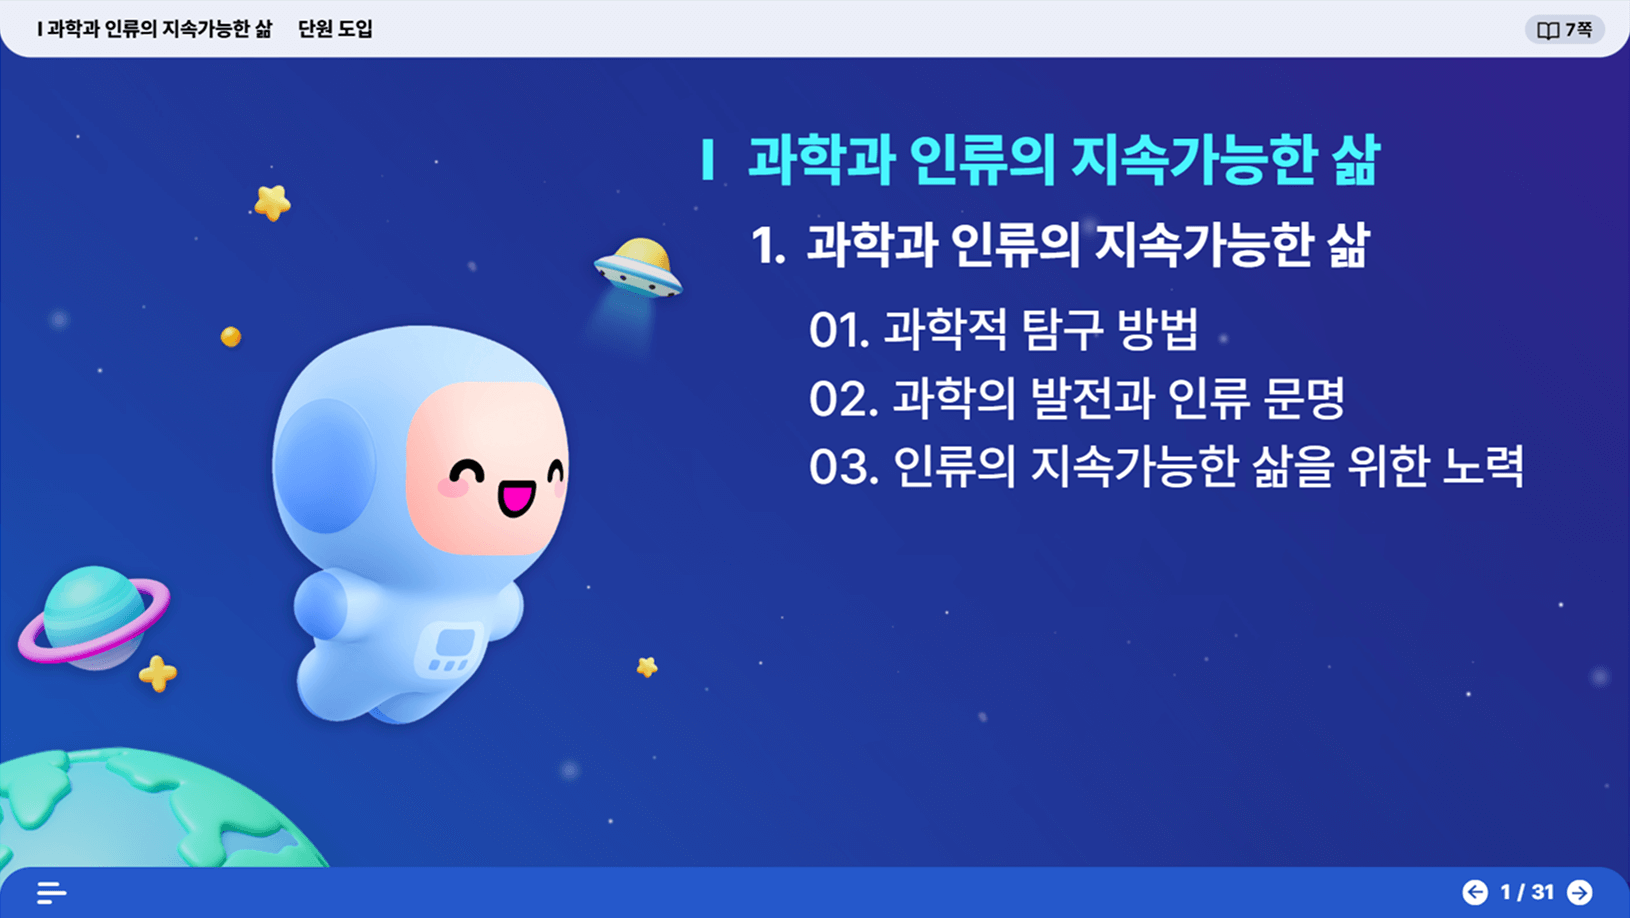 I 과학과 인류의 지속가능한 삶 단원 도입
7쪽
I 과학과 인류의 지속가능한 삶
1. 과학과 인류의 지속가능한 삶
01. 과학적 탐구 방법
02. 과학의 발전과 인류 문명
03. 인류의 지속가능한 삶을 위한 노력
1 / 31